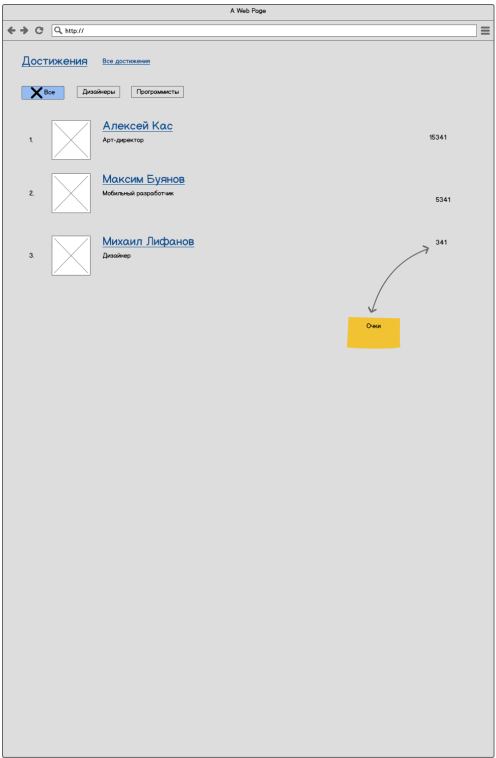 A Web Page
http://
Достижения
Все достижения
Все
Дизайнеры
Программисты
1.
Алексей Кас
Арт-директор
15341
2.
Максим Буянов
Мобильный разработчик
5341
3.
Михаил Лифанов
Дизайнер
341
Очки